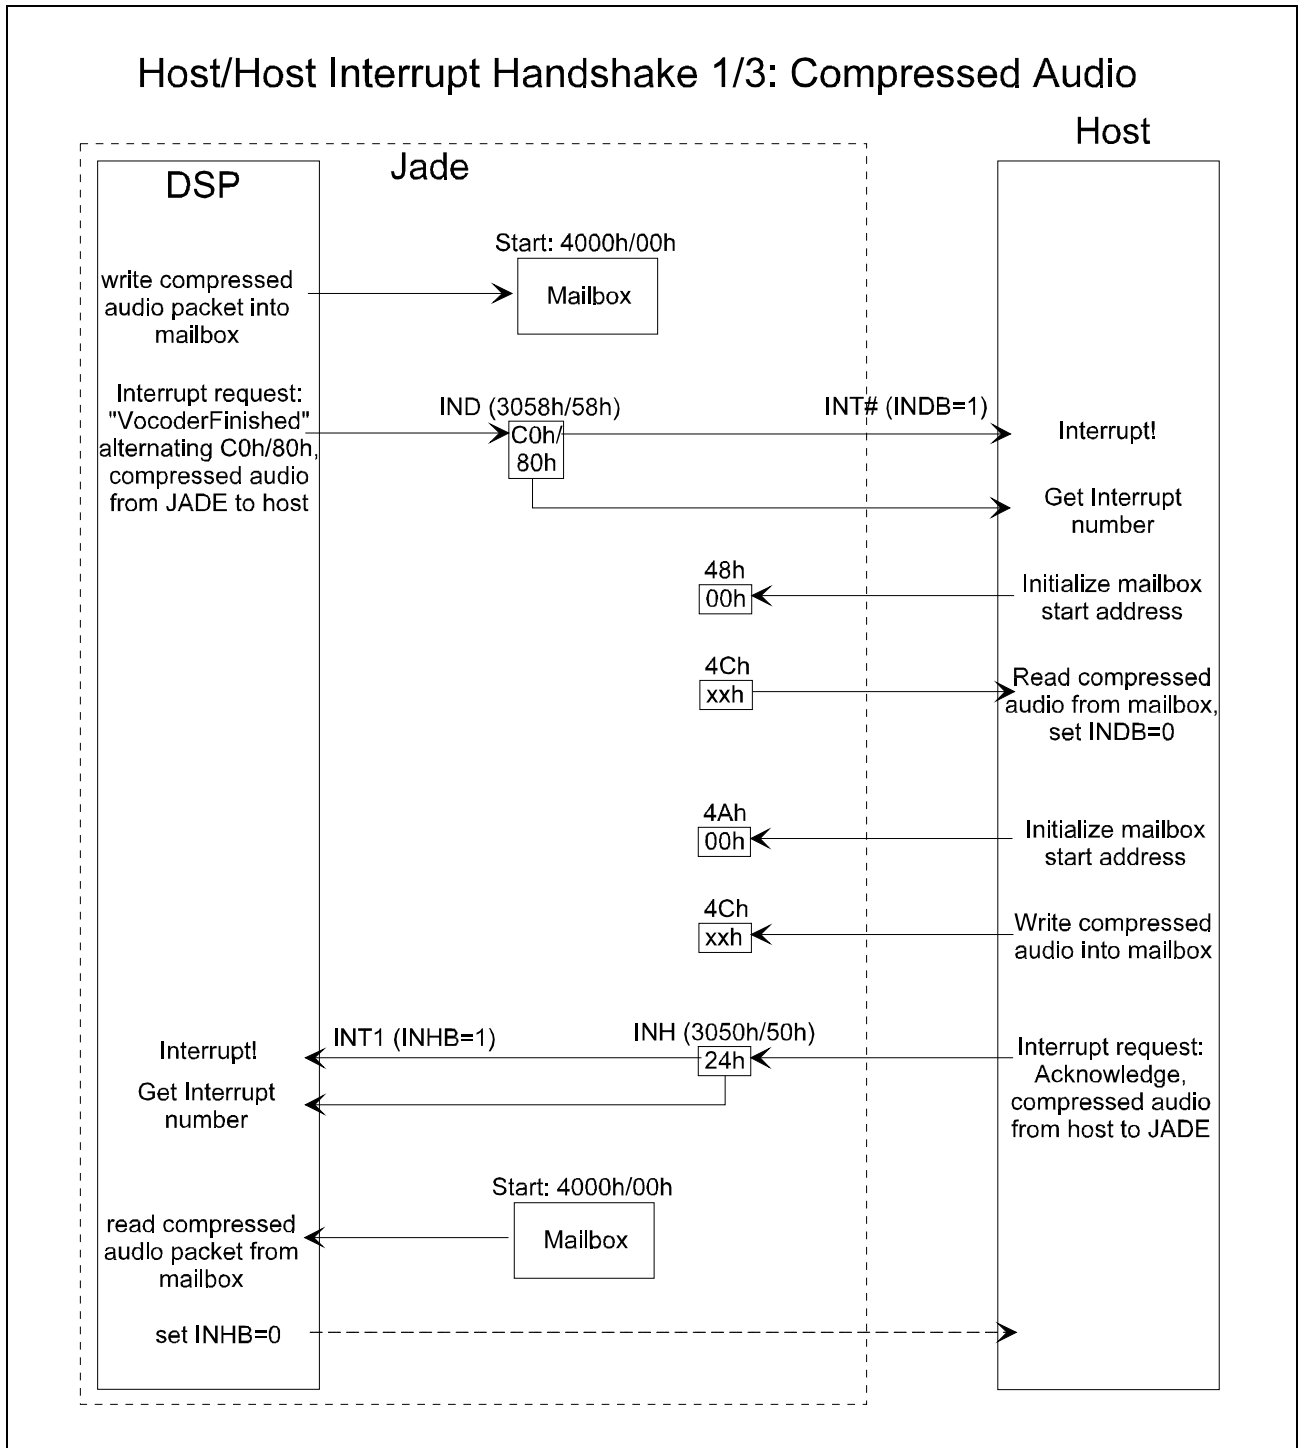 Host/Host Interrupt Handshake 1/3: Compressed Audio
Host
Jade
DSP
Start: 4000h/00h
write compressed
audio packet into
mailbox
Mailbox
Interrupt request:
"VocoderFinished"
alternating C0h/80h,
compressed audio
from JADE to host
IND (3058h/58h)
C0h/
80h
INT# (INDB=1)
Interrupt!
Get Interrupt
number
48h
00h
Initialize mailbox
start address
4Ch
xxh
Read compressed
audio from mailbox,
set INDB=0
4Ah
00h
Initialize mailbox
start address
4Ch
xxh
Write compressed
audio into mailbox
Interrupt!
INT1 (INHB=1)
INH (3050h/50h)
24h
Interrupt request:
Acknowledge,
compressed audio
from host to JADE
Get Interrupt
number
Start: 4000h/00h
read compressed
audio packet from
mailbox
Mailbox
set INHB=0